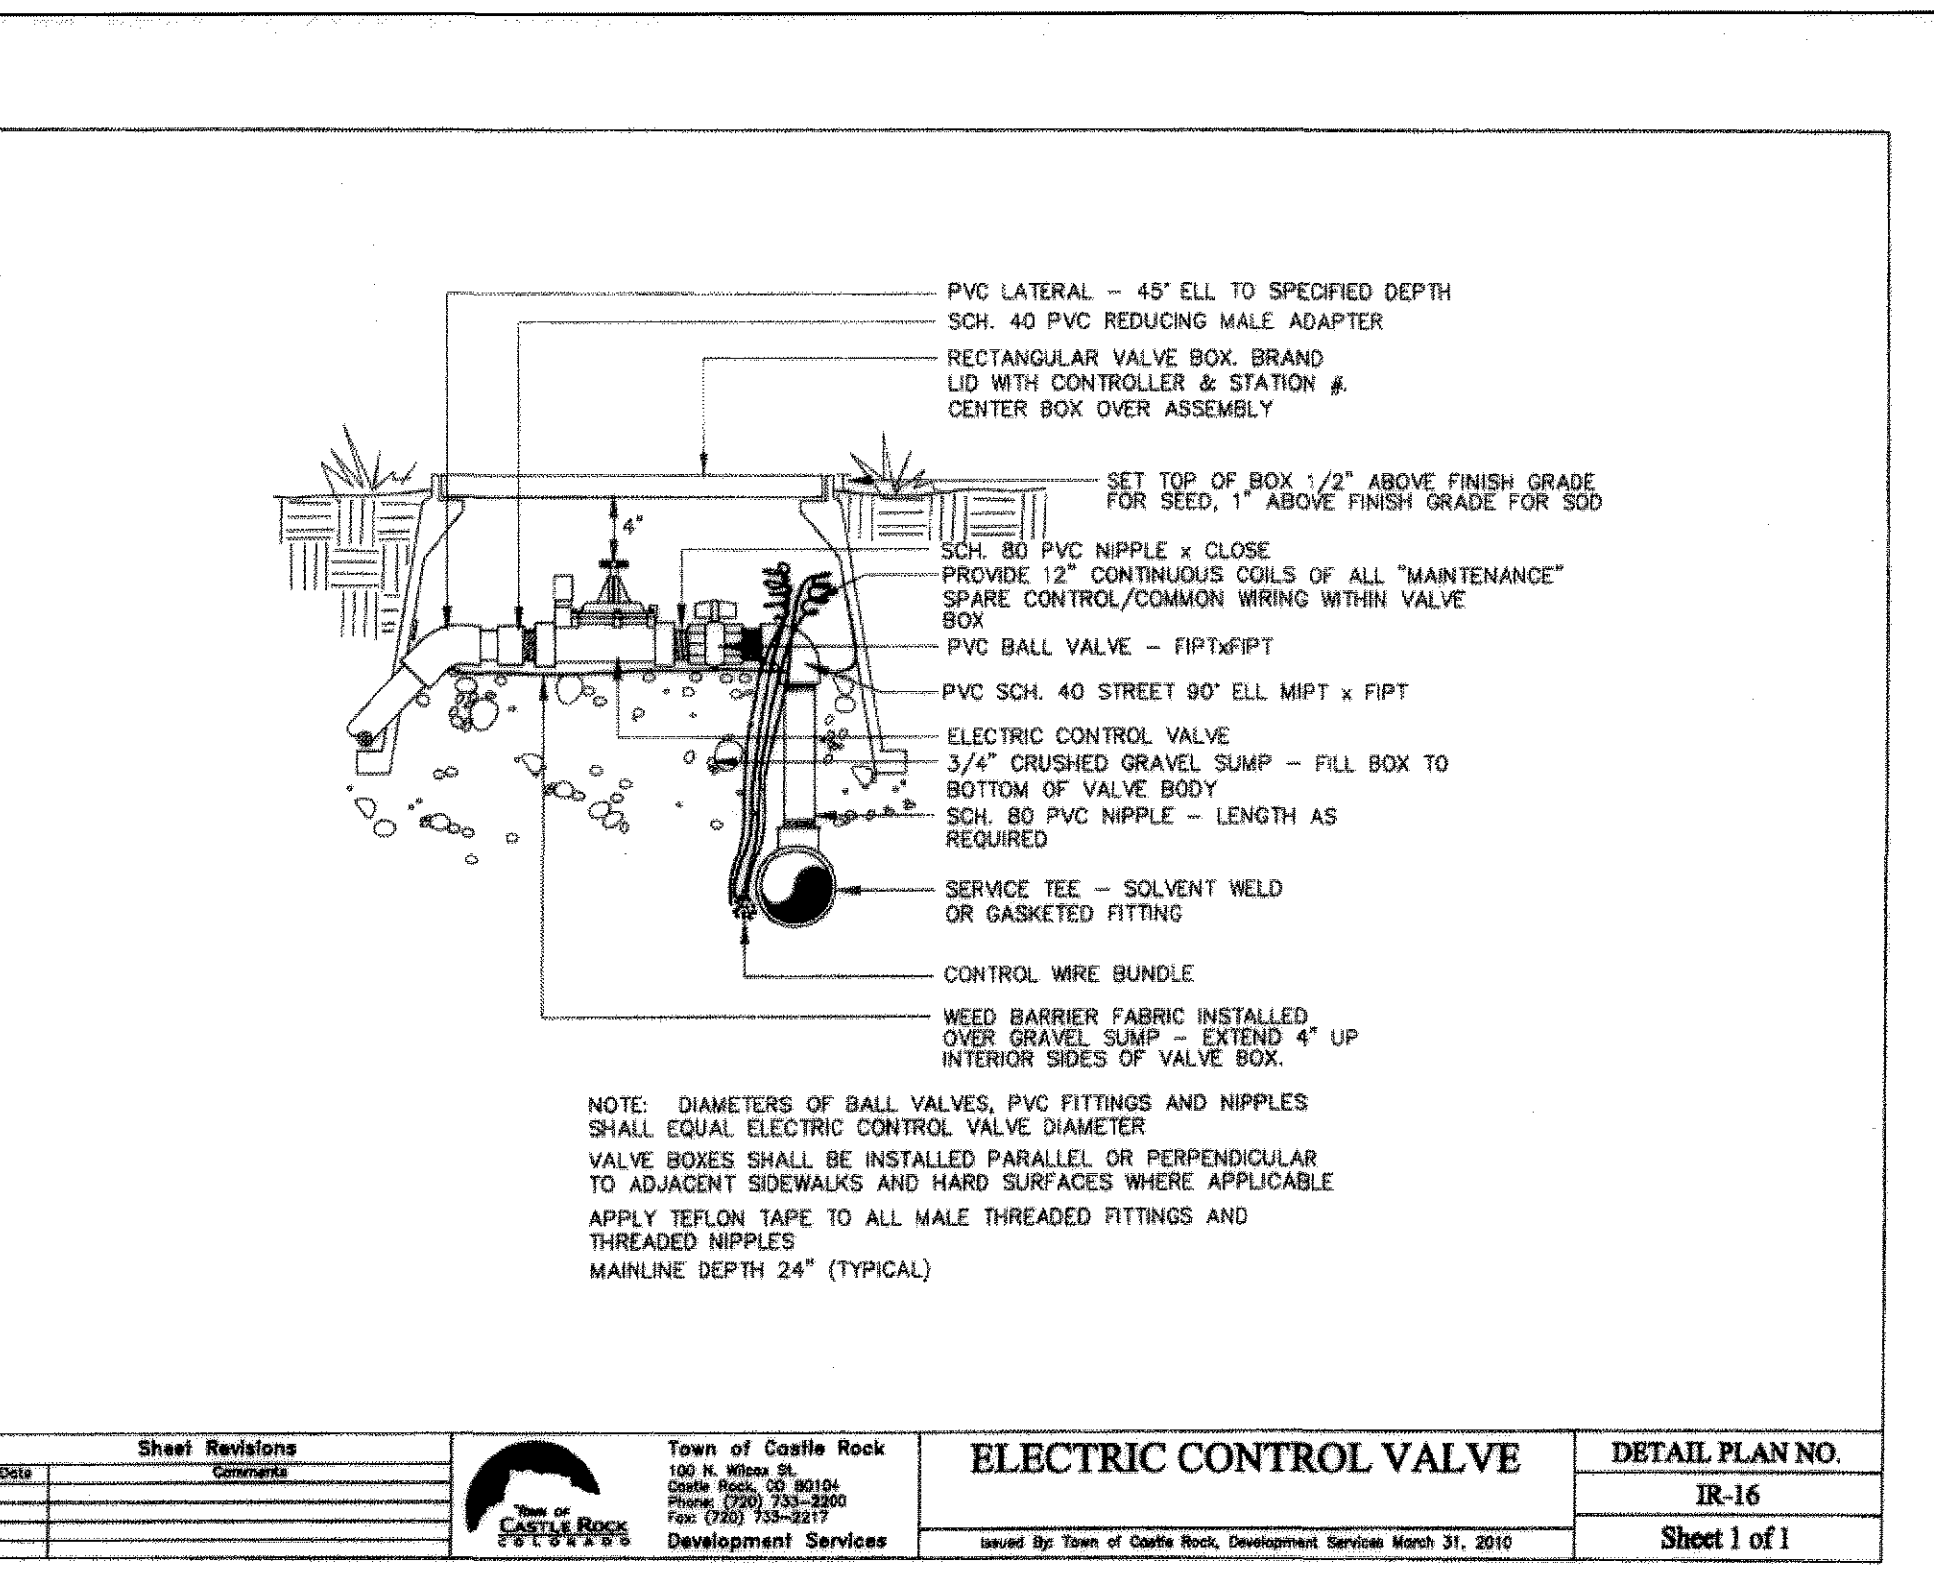 PVC LATERAL – 45° ELL TO SPECIFIED DEPTH
SCH. 40 PVC REDUCING MALE ADAPTER
RECTANGULAR VALVE BOX. BRAND
LID WITH CONTROLLER & STATION #.
CENTER BOX OVER ASSEMBLY
SET TOP OF BOX 1/2" ABOVE FINISH GRADE
FOR SEED, 1" ABOVE FINISH GRADE FOR SOD
4"
SCH. 80 PVC NIPPLE x CLOSE
PROVIDE 12" CONTINUOUS COILS OF ALL "MAINTENANCE"
SPARE CONTROL/COMMON WIRING WITHIN VALVE
BOX
PVC BALL VALVE – FIPTxFIPT
PVC SCH. 40 STREET 90° ELL MIPT x FIPT
ELECTRIC CONTROL VALVE
3/4" CRUSHED GRAVEL SUMP – FILL BOX TO
BOTTOM OF VALVE BODY
SCH. 80 PVC NIPPLE – LENGTH AS
REQUIRED
SERVICE TEE – SOLVENT WELD
OR GASKETED FITTING
CONTROL WIRE BUNDLE
WEED BARRIER FABRIC INSTALLED
OVER GRAVEL SUMP – EXTEND 4" UP
INTERIOR SIDES OF VALVE BOX.
NOTE: DIAMETERS OF BALL VALVES, PVC FITTINGS AND NIPPLES
SHALL EQUAL ELECTRIC CONTROL VALVE DIAMETER
VALVE BOXES SHALL BE INSTALLED PARALLEL OR PERPENDICULAR
TO ADJACENT SIDEWALKS AND HARD SURFACES WHERE APPLICABLE
APPLY TEFLON TAPE TO ALL MALE THREADED FITTINGS AND
THREADED NIPPLES
MAINLINE DEPTH 24" (TYPICAL)
Sheet Revisions
Date Comments
TOWN OF
CASTLE ROCK
COLORADO
Town of Castle Rock
100 N. Wilcox St.
Castle Rock, CO 80104
Phone: (720) 733–2200
Fax: (720) 733–2217
Development Services
ELECTRIC CONTROL VALVE
Issued By: Town of Castle Rock, Development Services March 31, 2010
DETAIL PLAN NO.
IR-16
Sheet 1 of 1